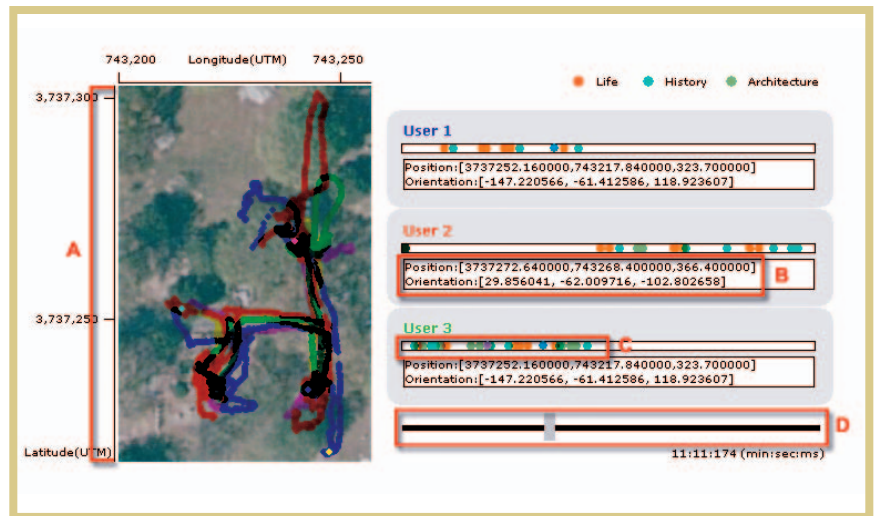 743,200 Longitude(UTM) 743,250
Life History Architecture
3,737,300
User 1
Position:[3737252.160000,743217.840000,323.700000]
Orientation:[-147.220566, -61.412586, 118.923607]
A
User 2
Position:[3737272.640000,743268.400000,366.400000]
Orientation:[29.856041, -62.009716, -102.802658]
B
3,737,250
User 3
C
Position:[3737252.160000,743217.840000,323.700000]
Orientation:[-147.220566, -61.412586, 118.923607]
D
Latitude(UTM)
11:11:174 (min:sec:ms)